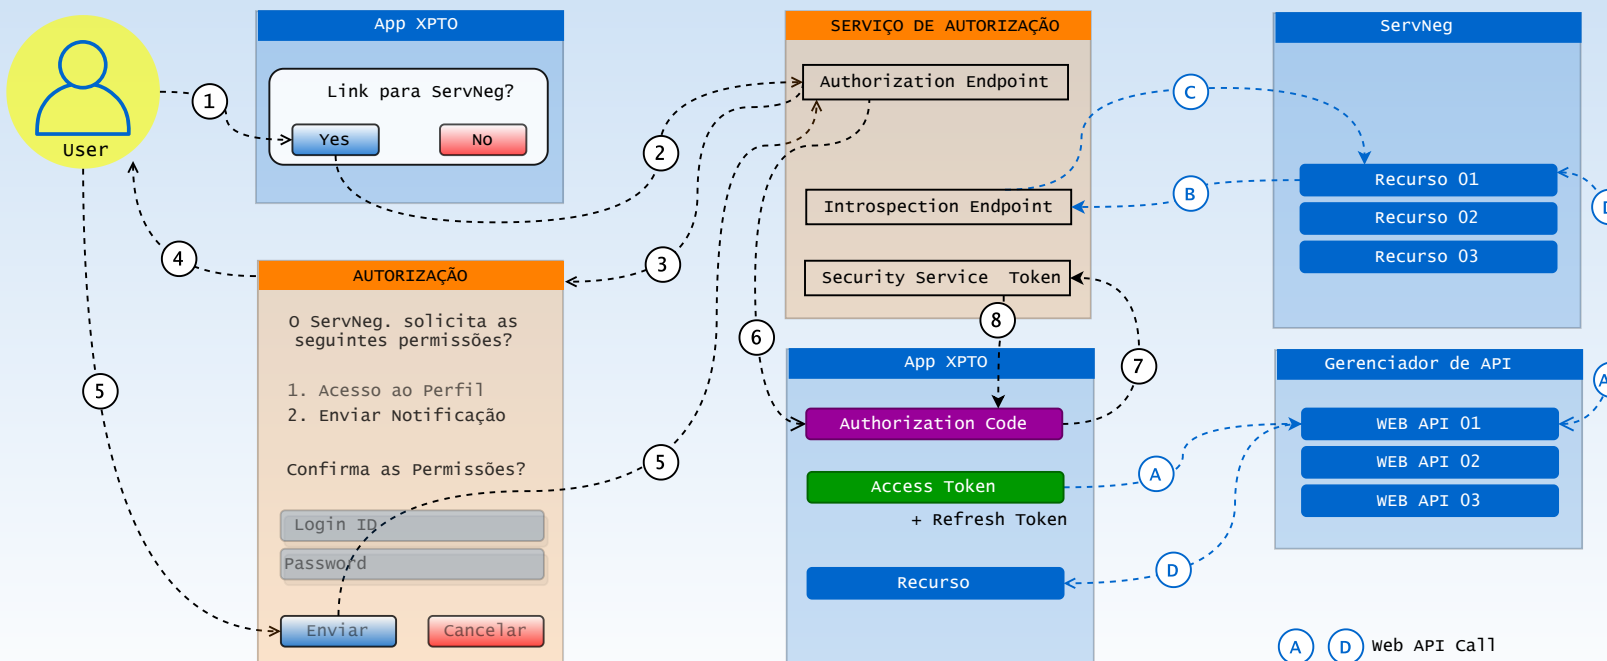 User
1
App XPTO
Link para ServNeg?
Yes
No
2
3
4
5
AUTORIZAÇÃO
O ServNeg. solicita as
seguintes permissões?
1. Acesso ao Perfil
2. Enviar Notificação
Confirma as Permissões?
Login ID
Password
Enviar
Cancelar
5
SERVIÇO DE AUTORIZAÇÃO
Authorization Endpoint
Introspection Endpoint
Security Service Token
6
7
8
App XPTO
Authorization Code
Access Token
+ Refresh Token
Recurso
C
B
A
D
ServNeg
Recurso 01
Recurso 02
Recurso 03
D
Gerenciador de API
WEB API 01
WEB API 02
WEB API 03
A
A D Web API Call